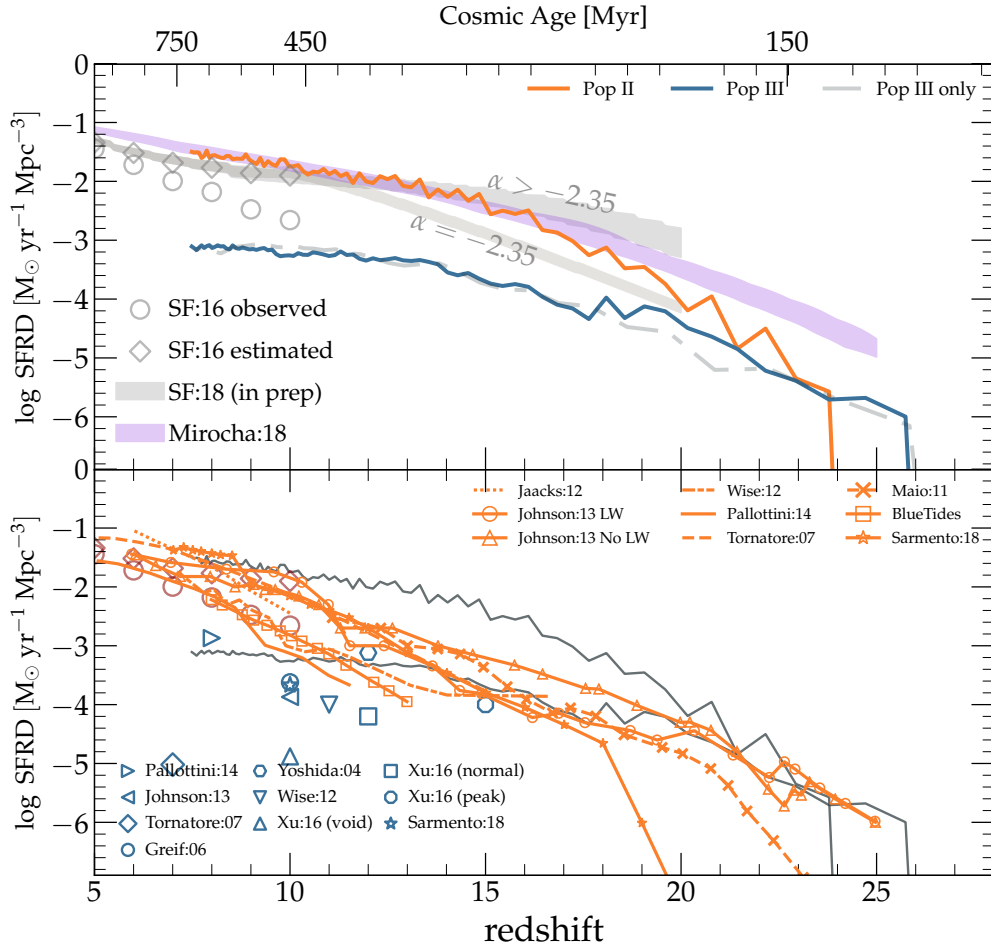 Cosmic Age [Myr]
750 450 150
0
Pop II Pop III Pop III only
−1
−2
−3
−4
−5
−6
log SFRD [M⊙ yr⁻¹ Mpc⁻³]
α > −2.35
α = −2.35
SF:16 observed
SF:16 estimated
SF:18 (in prep)
Mirocha:18
0
Jaacks:12 Wise:12 Maio:11
Johnson:13 LW Pallottini:14 BlueTides
Johnson:13 No LW Tornatore:07 Sarmento:18
−1
−2
−3
−4
−5
−6
log SFRD [M⊙ yr⁻¹ Mpc⁻³]
Pallottini:14 Yoshida:04 Xu:16 (normal)
Johnson:13 Wise:12 Xu:16 (peak)
Tornatore:07 Xu:16 (void) Sarmento:18
Greif:06
5 10 15 20 25
redshift